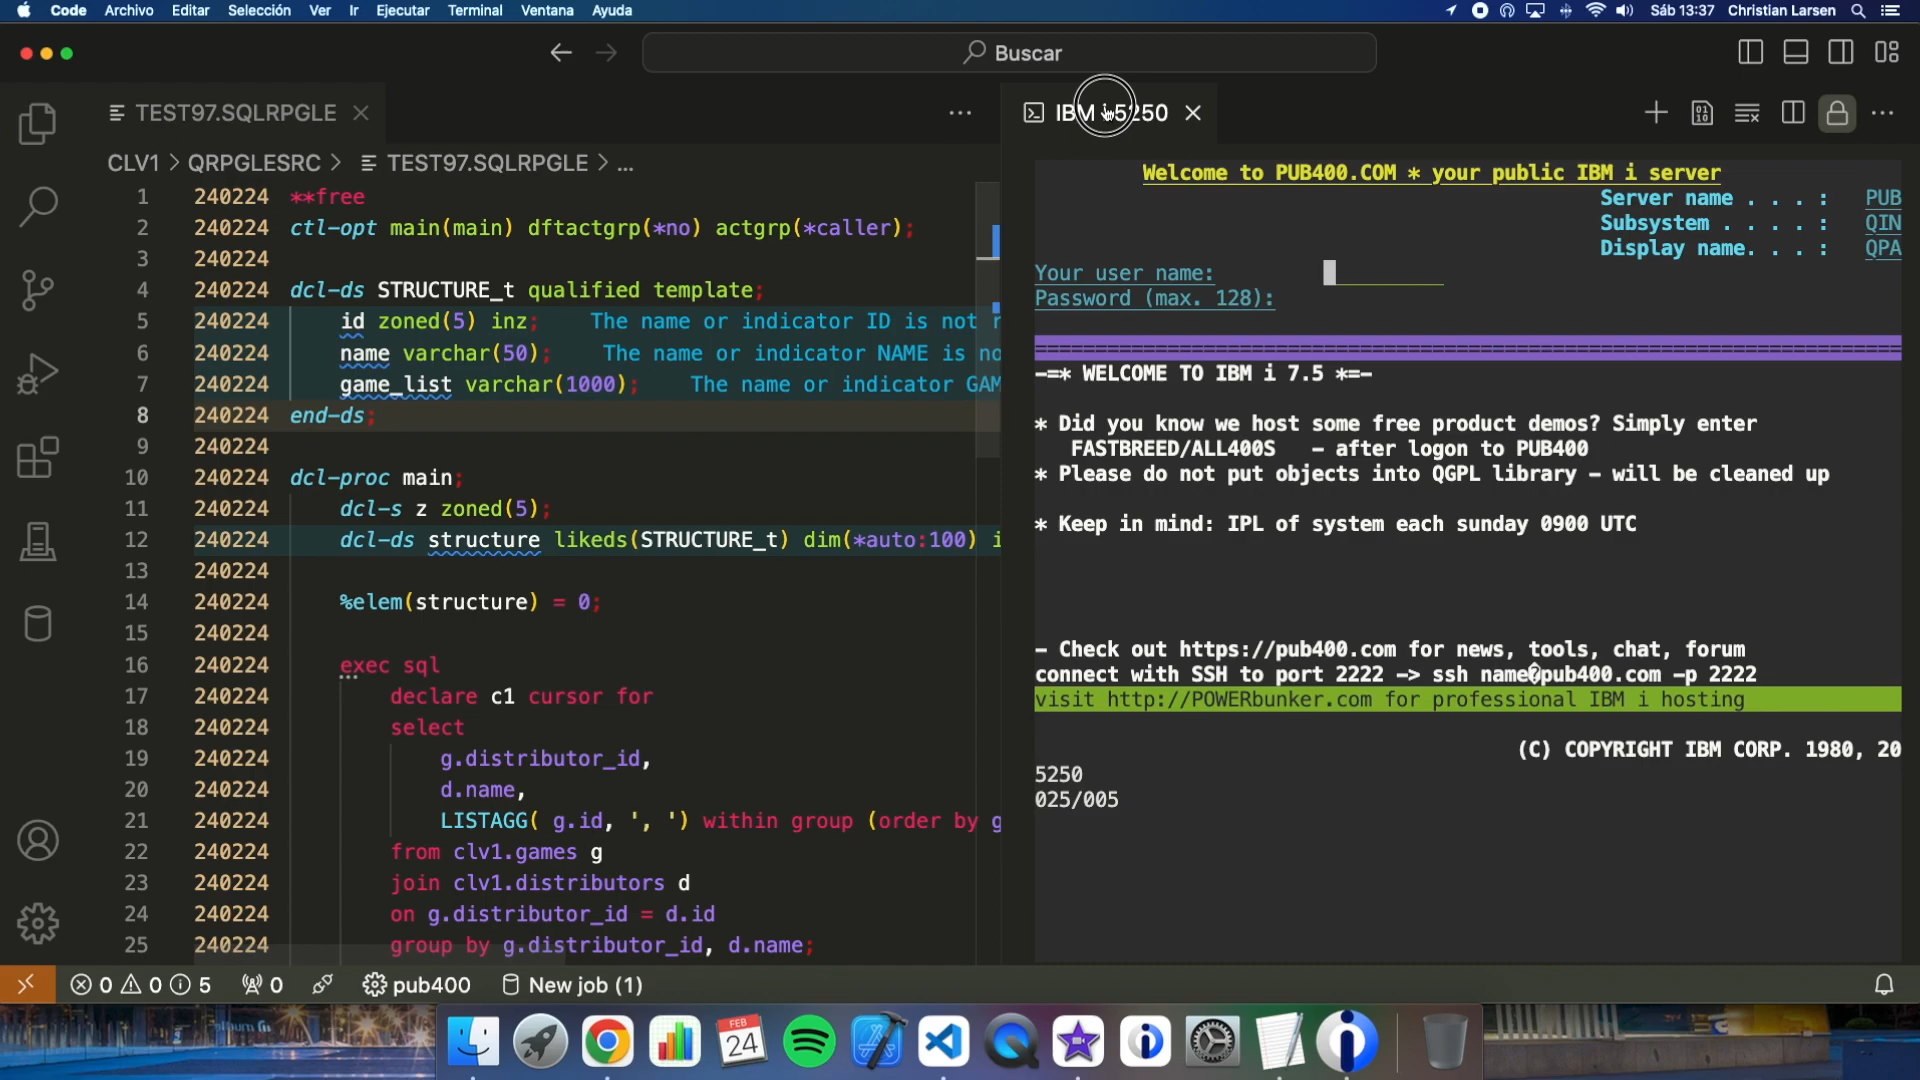 Code Archivo Editar Selección Ver Ir Ejecutar Terminal Ventana Ayuda Sáb 13:37 Christian Larsen
Buscar
TEST97.SQLRPGLE
CLV1 > QRPGLESRC > TEST97.SQLRPGLE > ...
1 240224 **free
2 240224 ctl-opt main(main) dftactgrp(*no) actgrp(*caller);
3 240224
4 240224 dcl-ds STRUCTURE_t qualified template;
5 240224 id zoned(5) inz; The name or indicator ID is not r
6 240224 name varchar(50); The name or indicator NAME is no
7 240224 game_list varchar(1000); The name or indicator GAM
8 240224 end-ds;
9 240224
10 240224 dcl-proc main;
11 240224 dcl-s z zoned(5);
12 240224 dcl-ds structure likeds(STRUCTURE_t) dim(*auto:100) i
13 240224
14 240224 %elem(structure) = 0;
15 240224
16 240224 exec sql
17 240224 declare c1 cursor for
18 240224 select
19 240224 g.distributor_id,
20 240224 d.name,
21 240224 LISTAGG( g.id, ', ') within group (order by g
22 240224 from clv1.games g
23 240224 join clv1.distributors d
24 240224 on g.distributor_id = d.id
25 240224 group by g.distributor_id, d.name;
IBM i 5250
Welcome to PUB400.COM * your public IBM i server
Server name . . . : PUB
Subsystem . . . . : QIN
Display name. . . : QPA
Your user name:
Password (max. 128):
-=* WELCOME TO IBM i 7.5 *=-
* Did you know we host some free product demos? Simply enter
FASTBREED/ALL400S - after logon to PUB400
* Please do not put objects into QGPL library - will be cleaned up
* Keep in mind: IPL of system each sunday 0900 UTC
- Check out https://pub400.com for news, tools, chat, forum
connect with SSH to port 2222 -> ssh name�pub400.com -p 2222
visit http://POWERbunker.com for professional IBM i hosting
(C) COPYRIGHT IBM CORP. 1980, 20
5250
025/005
0 0 5 0 pub400 New job (1)
FEB
24